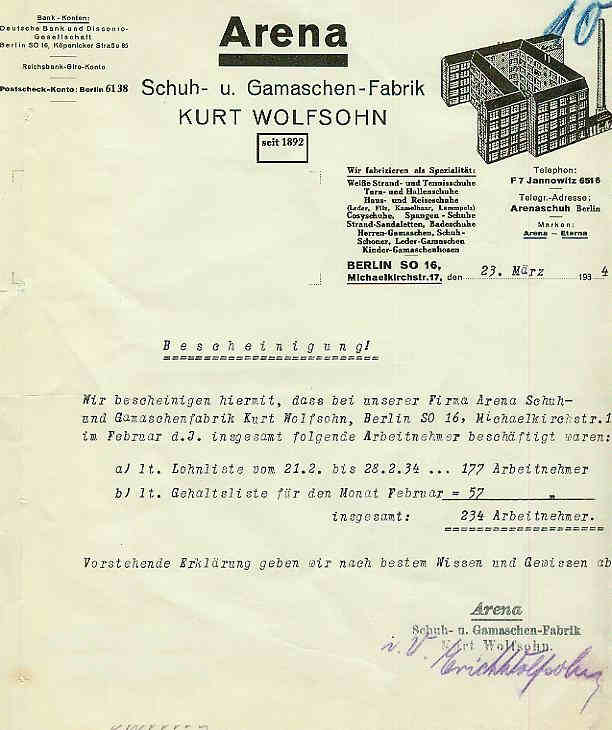 10
Bank-Konten:
Deutsche Bank und Disconto-
Gesellschaft
Berlin SO 16, Köpenicker Straße 95
Reichsbank-Giro-Konto
Postscheck-Konto: Berlin 6138
Arena
Schuh- u. Gamaschen-Fabrik
KURT WOLFSOHN
seit 1892
Wir fabrizieren als Spezialität:
Weiße Strand- und Tennisschuhe
Turn- und Hallenschuhe
Haus- und Reiseschuhe
(Leder, Filz, Kamelhaar, Lammpelz)
Cosyschuhe, Spangen-Schuhe
Strand-Sandaletten, Badeschuhe
Herren-Gamaschen, Schuh-
Schoner, Leder-Gamaschen
Kinder-Gamaschenhosen
Telephon:
F 7 Jannowitz 6516
Telegr.-Adresse:
Arenaschuh Berlin
Marken:
Arena – Eterna
BERLIN SO 16,
Michaelkirchstr. 17, den 23. März 1934
Bescheinigung!
Wir bescheinigen hiermit, dass bei unserer Firma Arena Schuh-
und Gamaschenfabrik Kurt Wolfsohn, Berlin SO 16, Michaelkirchstr.1
im Februar d.J. insgesamt folgende Arbeitnehmer beschäftigt waren:
a) lt. Lohnliste vom 21.2. bis 28.2.34 ... 177 Arbeitnehmer
b) lt. Gehaltsliste für den Monat Februar = 57 "
insgesamt: 234 Arbeitnehmer.
Vorstehende Erklärung geben wir nach bestem Wissen und Gewissen ab
Arena
Schuh- u. Gamaschen-Fabrik
Kurt Wolfsohn.
i. V. Erich Wolfsohn